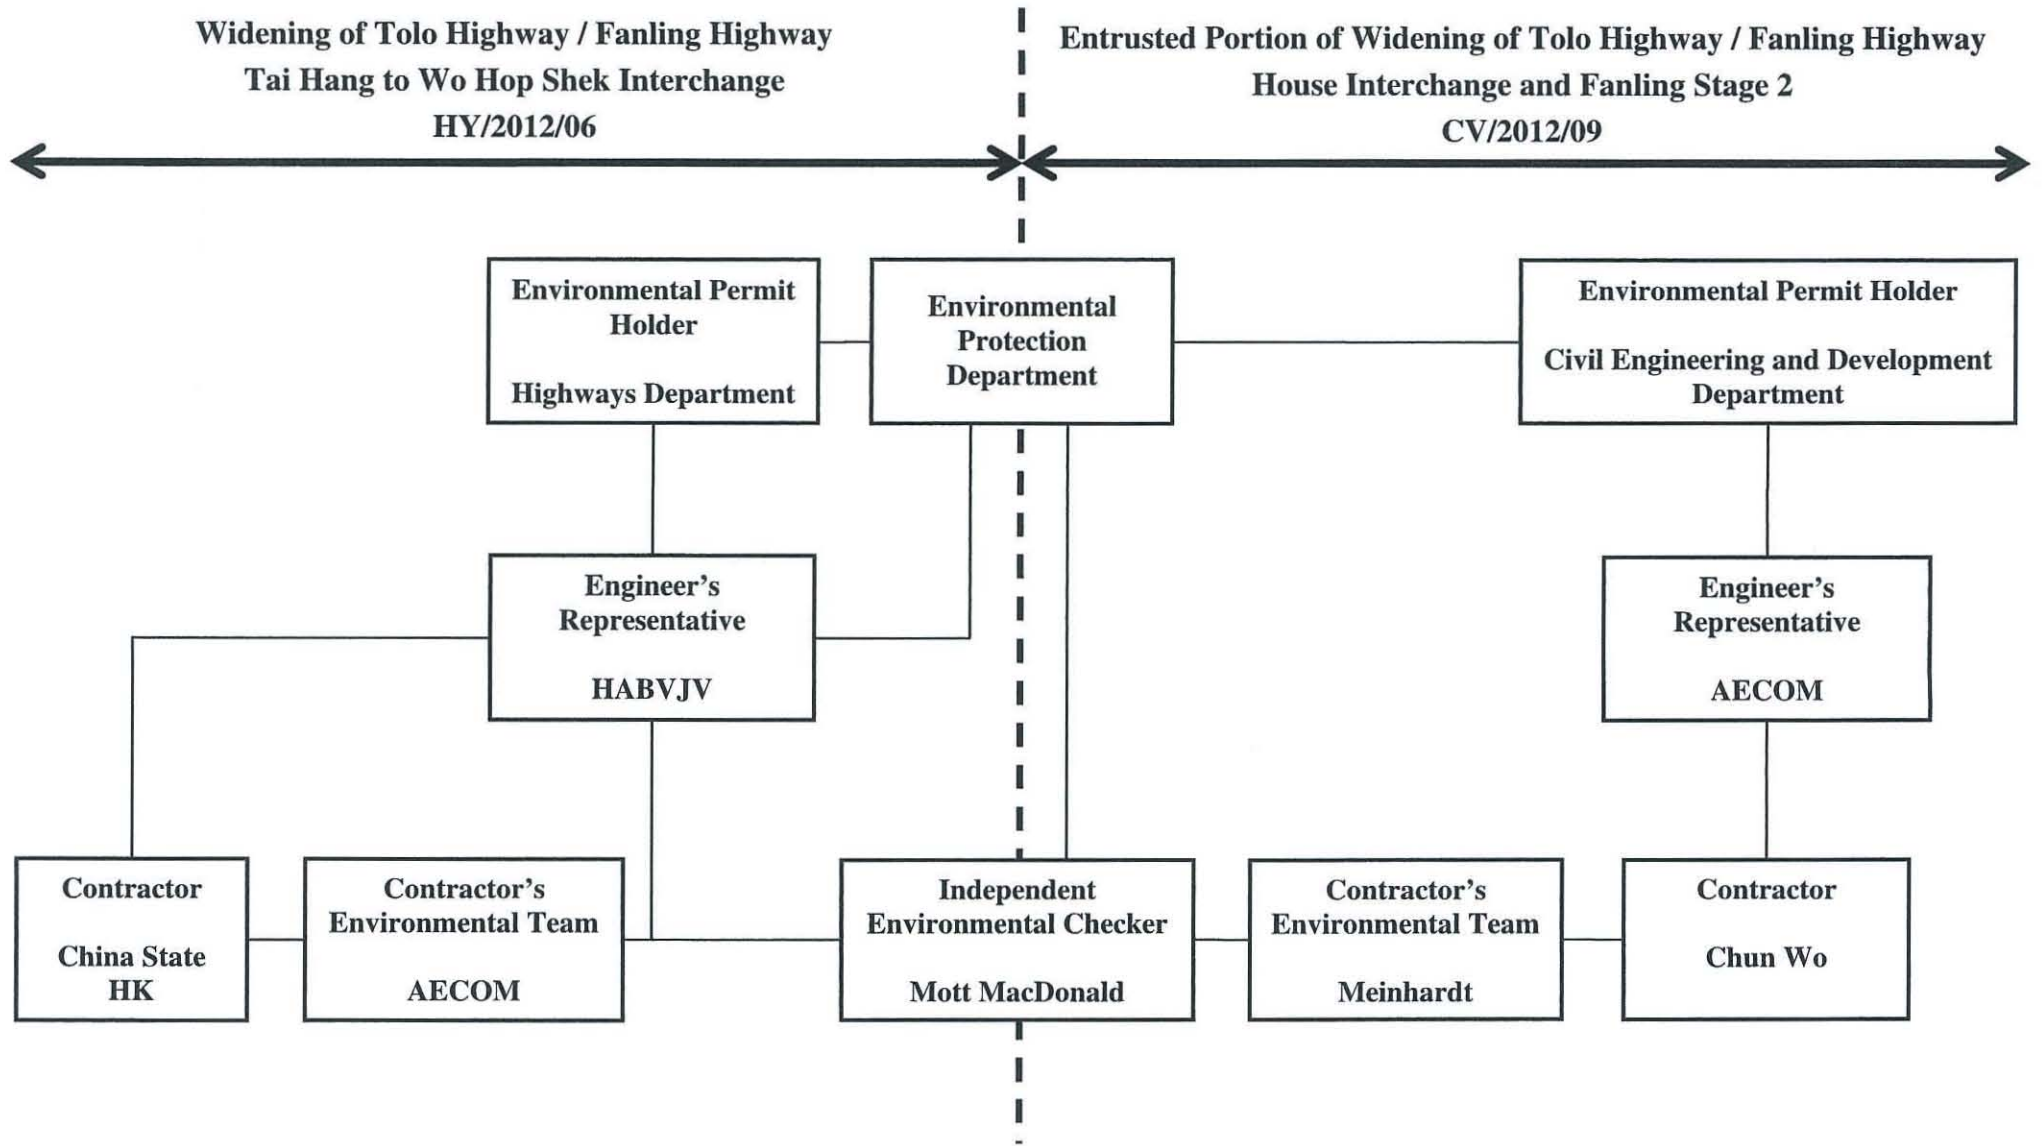 Widening of Tolo Highway / Fanling Highway
Tai Hang to Wo Hop Shek Interchange
HY/2012/06
Entrusted Portion of Widening of Tolo Highway / Fanling Highway
House Interchange and Fanling Stage 2
CV/2012/09
Environmental Permit
Holder
Highways Department
Environmental
Protection
Department
Environmental Permit Holder
Civil Engineering and Development
Department
Engineer’s
Representative
HABVJV
Engineer’s
Representative
AECOM
Contractor
China State
HK
Contractor’s
Environmental Team
AECOM
Independent
Environmental Checker
Mott MacDonald
Contractor’s
Environmental Team
Meinhardt
Contractor
Chun Wo